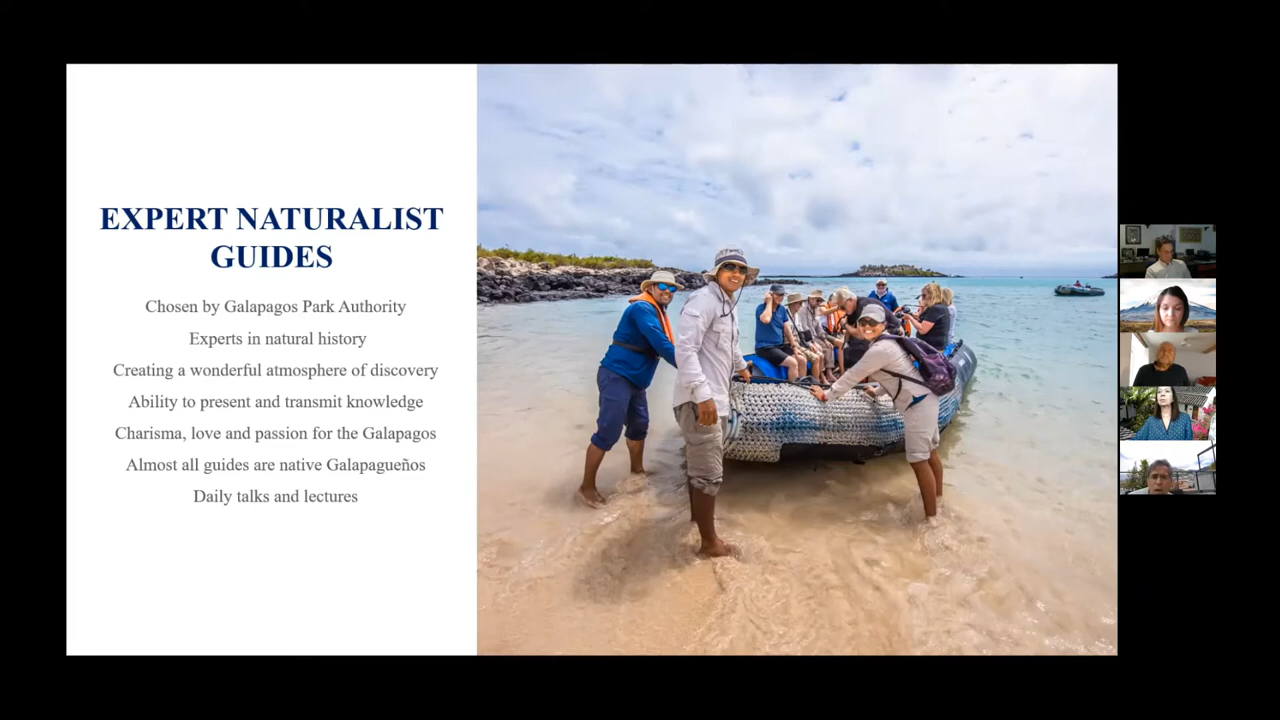 EXPERT NATURALIST
GUIDES
Chosen by Galapagos Park Authority
Experts in natural history
Creating a wonderful atmosphere of discovery
Ability to present and transmit knowledge
Charisma, love and passion for the Galapagos
Almost all guides are native Galapagueños
Daily talks and lectures